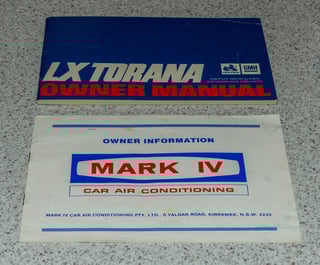 LX TORANA
OWNER MANUAL
GMH
OWNER INFORMATION
MARK IV
CAR AIR CONDITIONING
MARK IV CAR AIR CONDITIONING PTY. LTD., 5 YALGAR ROAD, KIRRAWEE, N.S.W. 2232